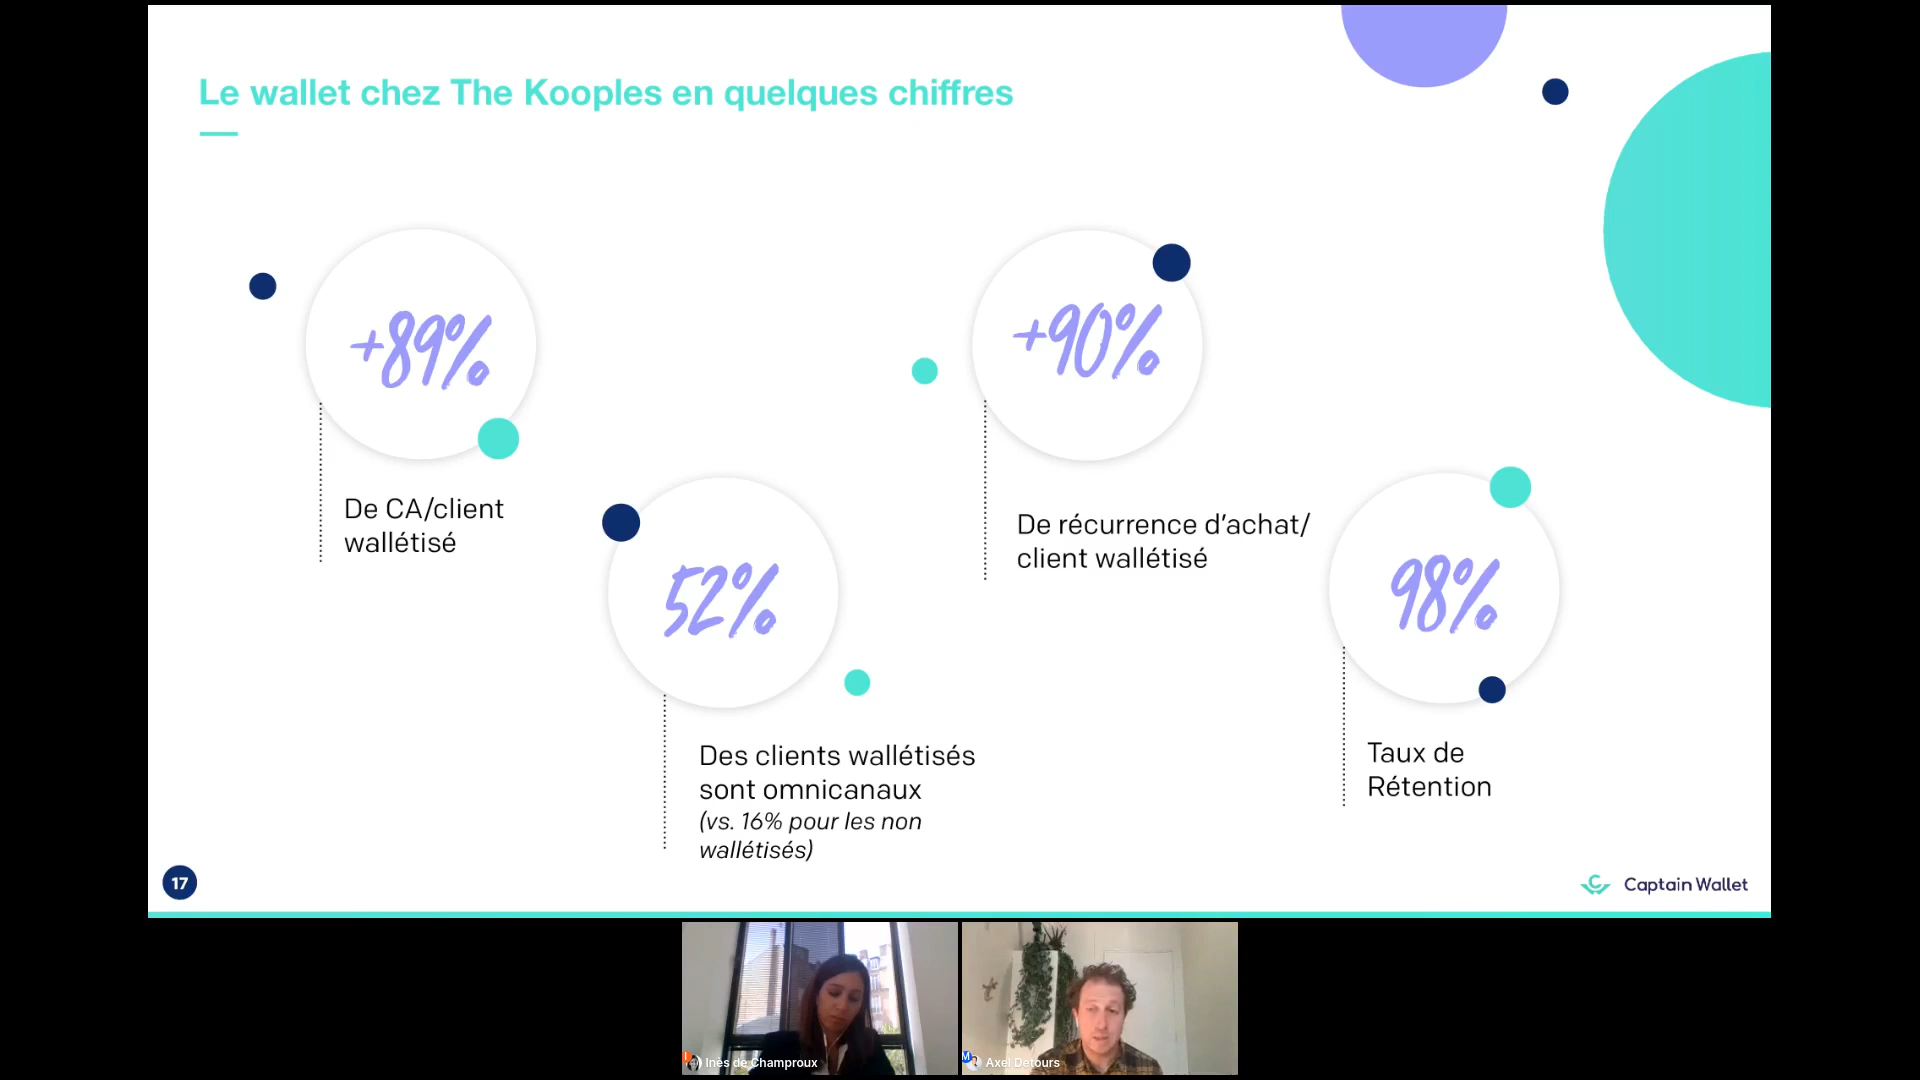 Le wallet chez The Kooples en quelques chiffres
+89%
De CA/client
wallétisé
52%
Des clients wallétisés
sont omnicanaux
(vs. 16% pour les non
wallétisés)
+90%
De récurrence d’achat/
client wallétisé
98%
Taux de
Rétention
17
Captain Wallet
Inès de Champroux
Axel Detours